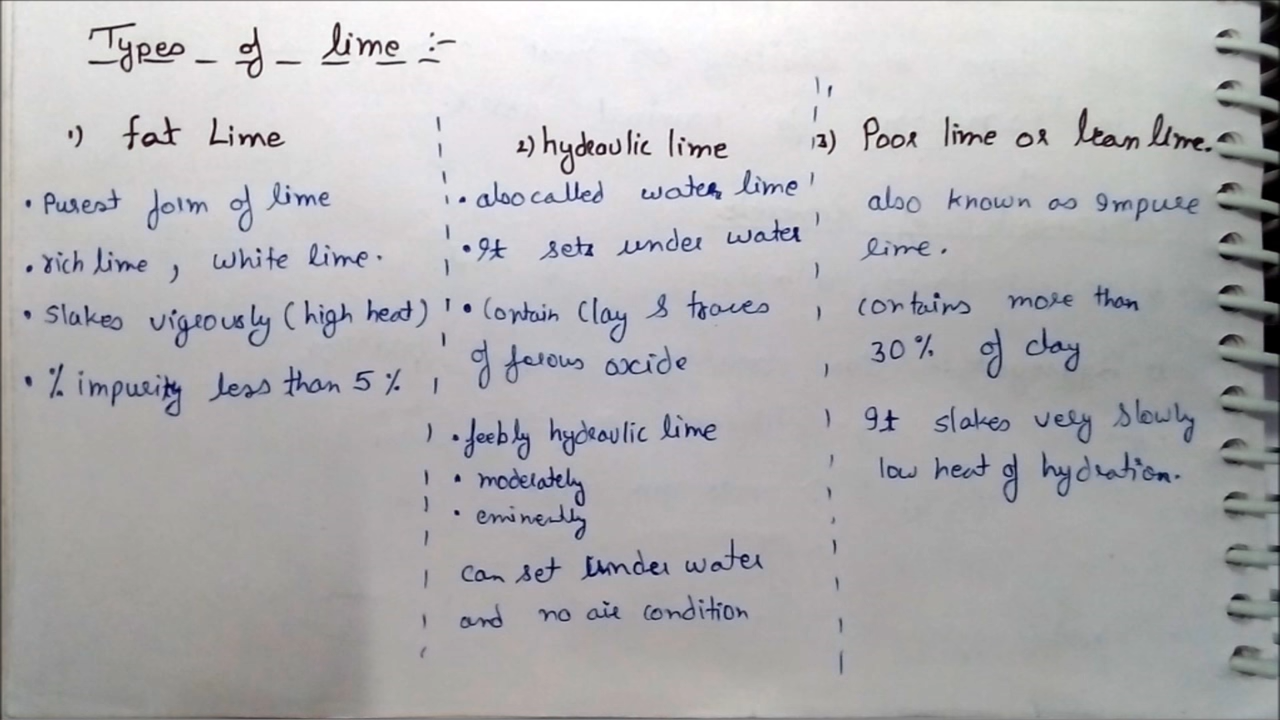 Types of lime :-
1) fat Lime
• Purest form of lime
• rich lime, white lime.
• Slakes vigeously (high heat)
• % impurity less than 5%
2) hydraulic lime
• also called water lime
• It sets under water
• Contain Clay & traces
of ferous oxcide
• feebly hydraulic lime
• moderately
• eminently
can set under water
and no air condition
3) Poor lime or lean lime.
also known as Impure
lime.
contains more than
30% of clay
It slakes very slowly
low heat of hydration.